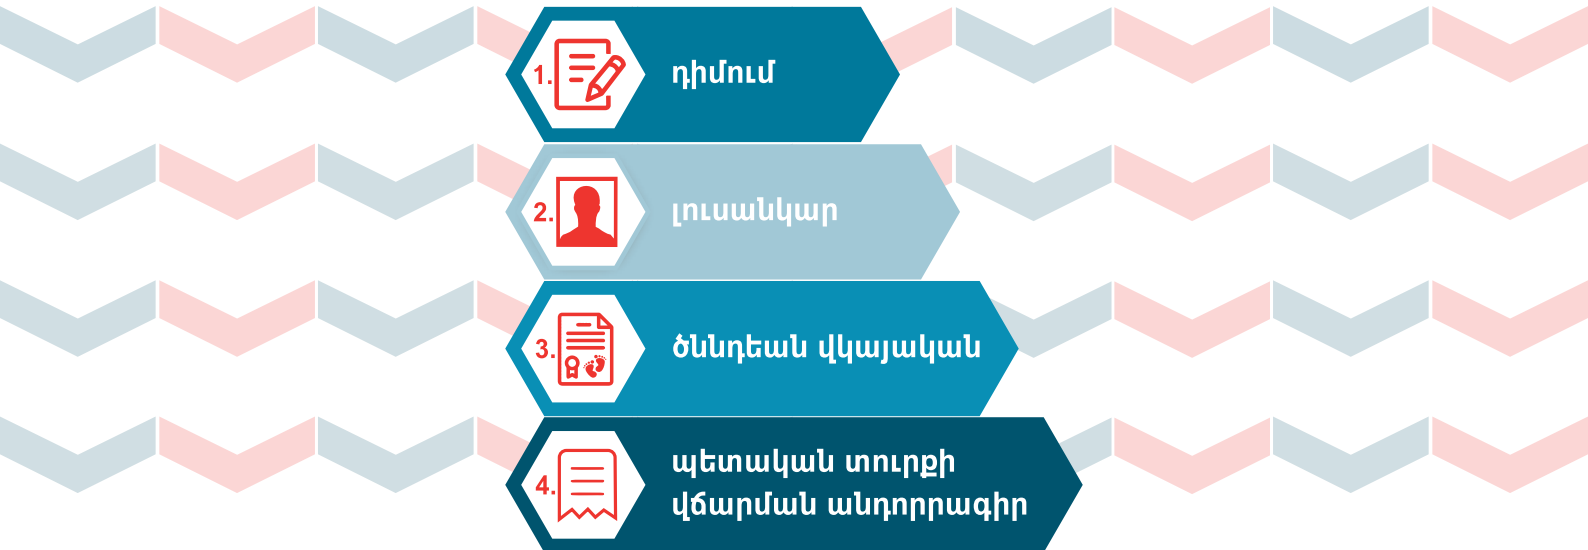 1.
դիմում
2.
լուսանկար
3.
ծննդեան վկայական
4.
պետական տուրքի
վճարման անդորրագիր